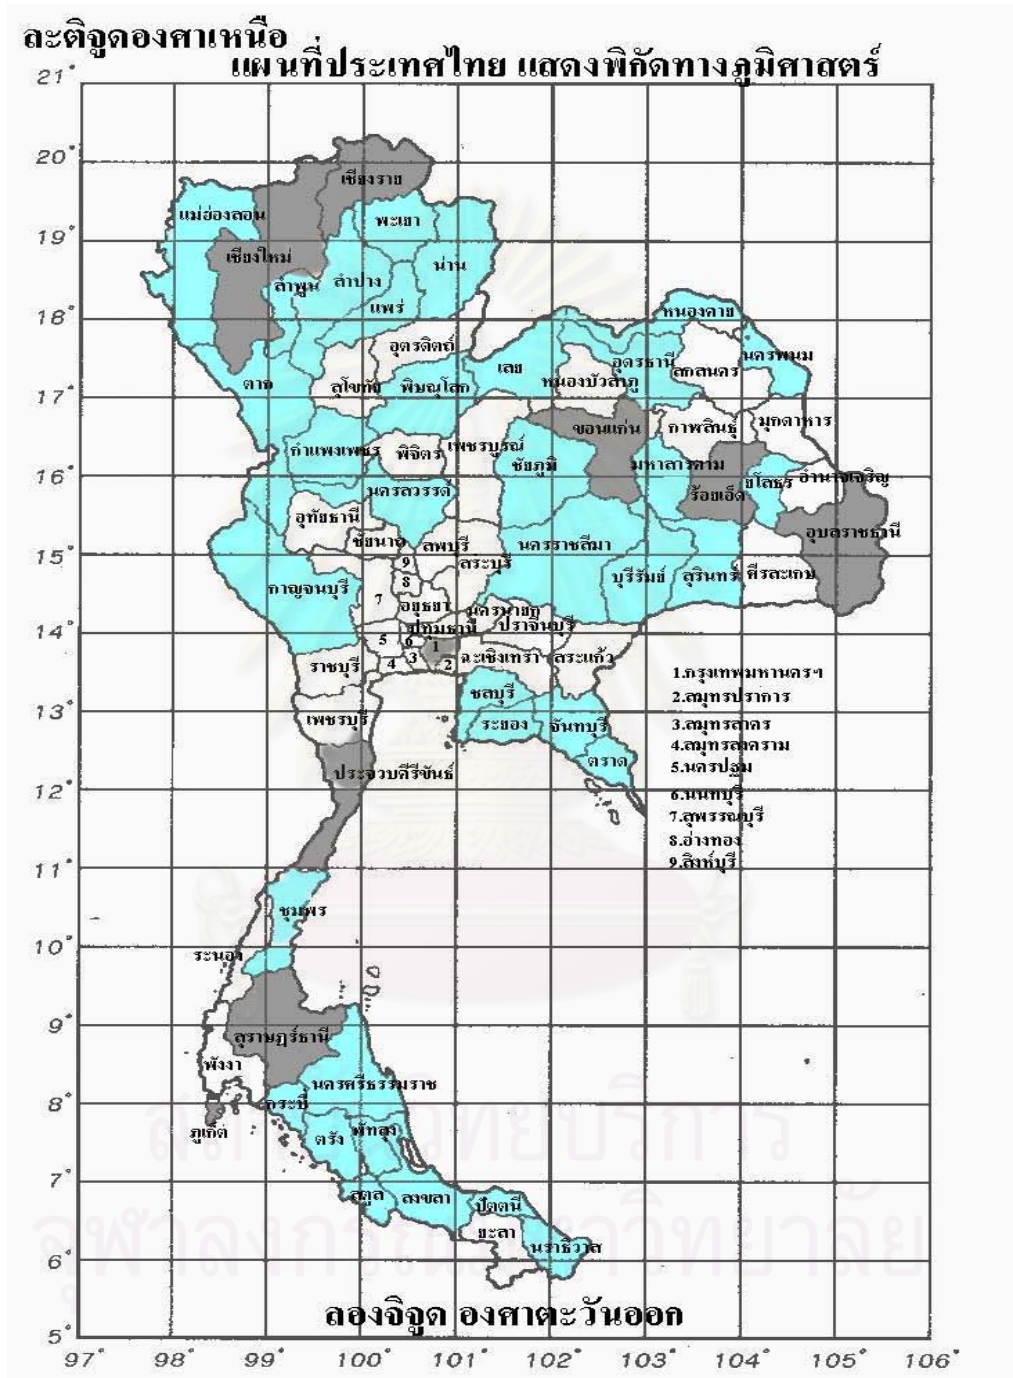 ละติจูดองศาเหนือ
แผนที่ประเทศไทย แสดงพิกัดทางภูมิศาสตร์
21°
20°
เชียงราย
แม่ฮ่องสอน
พะเยา
19°
เชียงใหม่
น่าน
ลำพูน
ลำปาง
แพร่
18°
หนองคาย
อุตรดิตถ์
นครพนม
อุดรธานี
เลย
สกลนคร
ตาก
สุโขทัย
พิษณุโลก
หนองบัวลำภู
17°
ขอนแก่น
กาฬสินธุ์
มุกดาหาร
กำแพงเพชร
พิจิตร
เพชรบูรณ์
ชัยภูมิ
มหาสารคาม
16°
นครสวรรค์
ร้อยเอ็ด
ยโสธร
อำนาจเจริญ
อุทัยธานี
ชัยนาท
ลพบุรี
นครราชสีมา
อุบลราชธานี
15°
สระบุรี
9
8
กาญจนบุรี
7
อยุธยา
บุรีรัมย์
สุรินทร์
ศรีสะเกษ
นครนายก
ปทุมธานี
ปราจีนบุรี
14°
5
6
1
ราชบุรี
4
3
2
ฉะเชิงเทรา
สระแก้ว
1.กรุงเทพมหานครฯ
ชลบุรี
2.สมุทรปราการ
13°
เพชรบุรี
ระยอง
จันทบุรี
3.สมุทรสาคร
4.สมุทรสงคราม
ประจวบคีรีขันธ์
ตราด
5.นครปฐม
12°
6.นนทบุรี
7.สุพรรณบุรี
8.อ่างทอง
9.สิงห์บุรี
11°
ชุมพร
10°
ระนอง
9°
สุราษฎร์ธานี
พังงา
นครศรีธรรมราช
8°
กระบี่
ภูเก็ต
ตรัง
พัทลุง
สถาบันวิทยบริการ
7°
สตูล
สงขลา
ปัตตนี
ยะลา
นราธิวาส
จุฬาลงกรณ์มหาวิทยาลัย
6°
ลองจิจูด องศาตะวันออก
5°
97° 98° 99° 100° 101° 102° 103° 104° 105° 106°